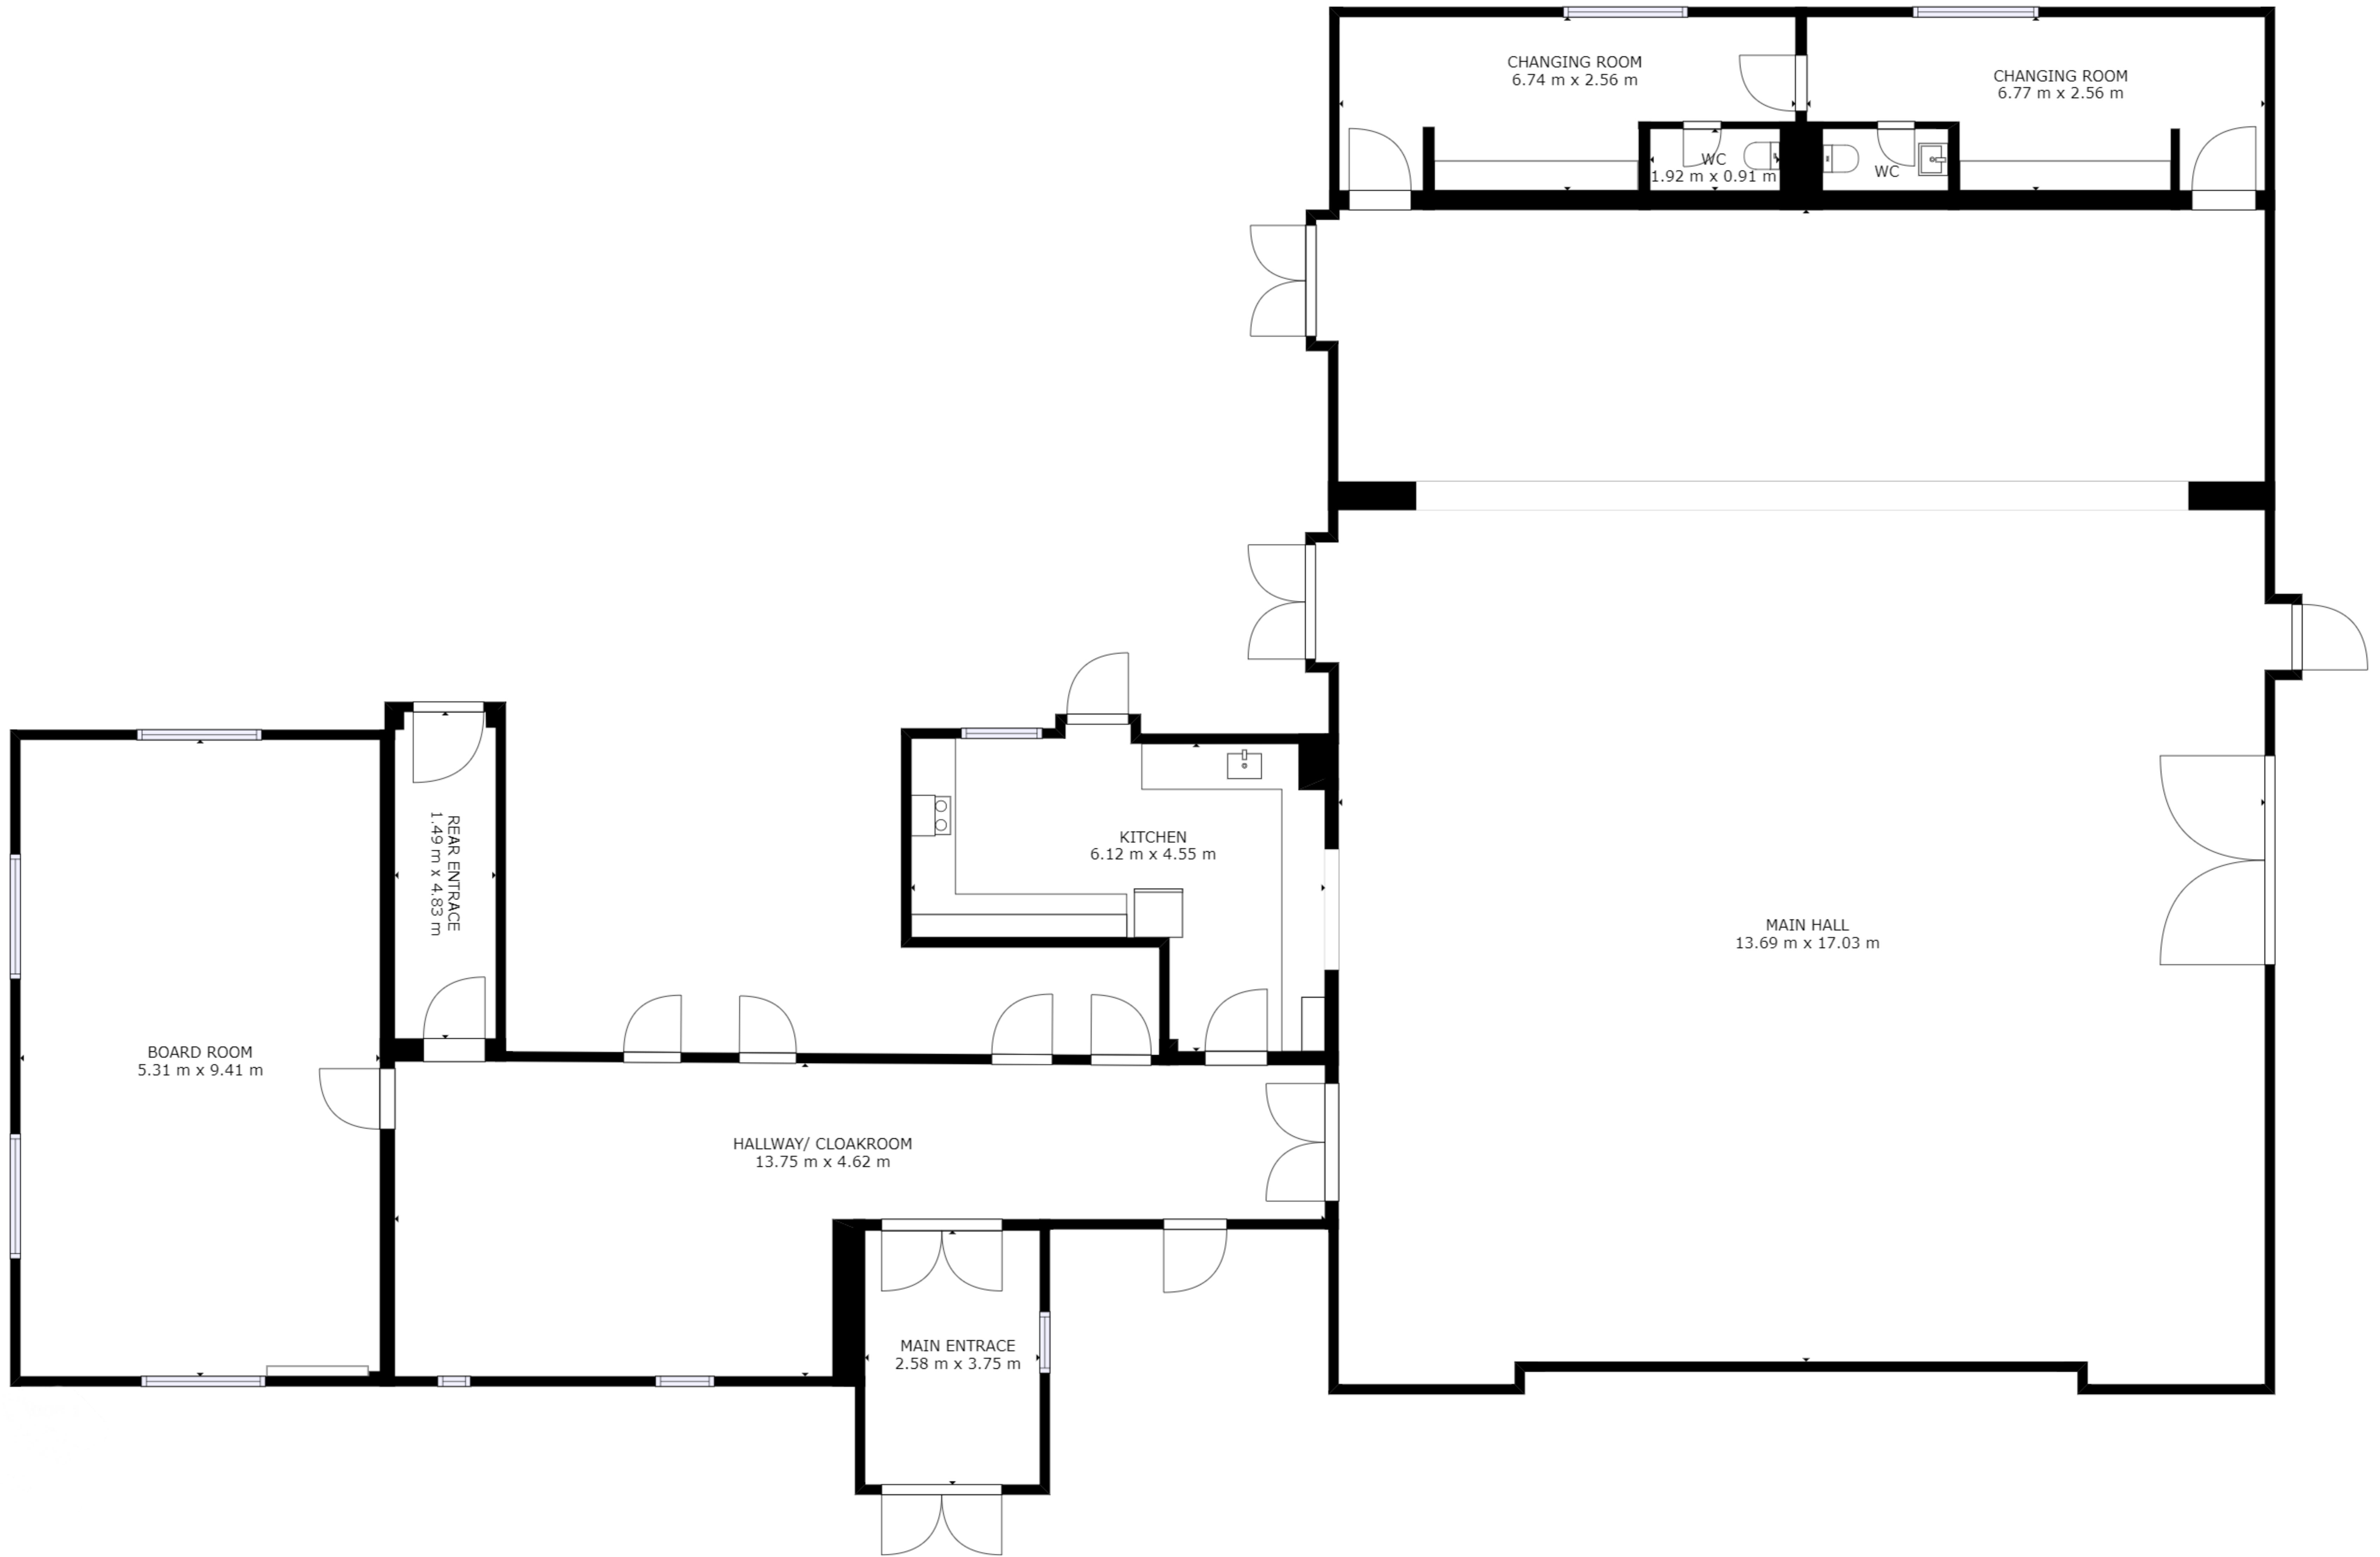 CHANGING ROOM
6.74 m x 2.56 m
CHANGING ROOM
6.77 m x 2.56 m
WC
1.92 m x 0.91 m
WC
REAR ENTRACE
1.49 m x 4.83 m
KITCHEN
6.12 m x 4.55 m
MAIN HALL
13.69 m x 17.03 m
BOARD ROOM
5.31 m x 9.41 m
HALLWAY/ CLOAKROOM
13.75 m x 4.62 m
MAIN ENTRACE
2.58 m x 3.75 m